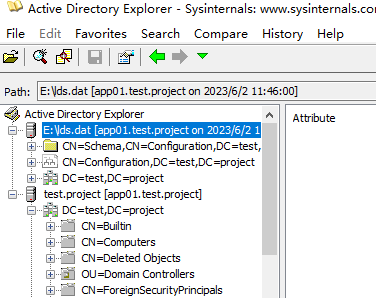 Active Directory Explorer - Sysinternals: www.sysinternals.co
File Edit Favorites Search Compare History Help
Path: E:\lds.dat [app01.test.project on 2023/6/2 11:46:00]
Active Directory Explorer
Attribute
E:\lds.dat [app01.test.project on 2023/6/2 1
CN=Schema,CN=Configuration,DC=test,
CN=Configuration,DC=test,DC=project
DC=test,DC=project
test.project [app01.test.project]
DC=test,DC=project
CN=Builtin
CN=Computers
CN=Deleted Objects
OU=Domain Controllers
CN=ForeignSecurityPrincipals